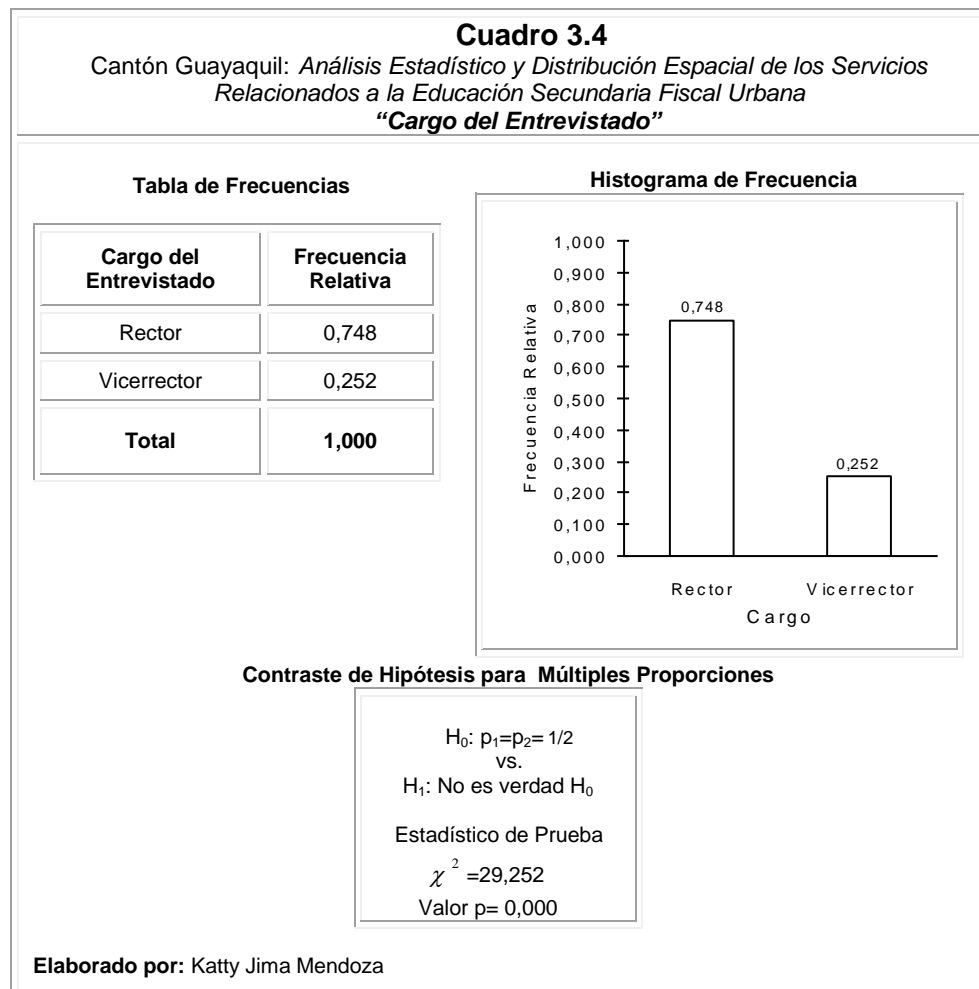 Cuadro 3.4
Cantón Guayaquil: Análisis Estadístico y Distribución Espacial de los Servicios
Relacionados a la Educación Secundaria Fiscal Urbana
“Cargo del Entrevistado”
Tabla de Frecuencias
Cargo del Entrevistado Frecuencia Relativa
Rector 0,748
Vicerrector 0,252
Total 1,000
Histograma de Frecuencia
Frecuencia Relativa
1,000
0,900
0,800
0,700
0,600
0,500
0,400
0,300
0,200
0,100
0,000
0,748
0,252
Rector Vicerrector
Cargo
Contraste de Hipótesis para Múltiples Proporciones
H₀: p₁=p₂= 1/2
vs.
H₁: No es verdad H₀
Estadístico de Prueba
χ² =29,252
Valor p= 0,000
Elaborado por: Katty Jima Mendoza